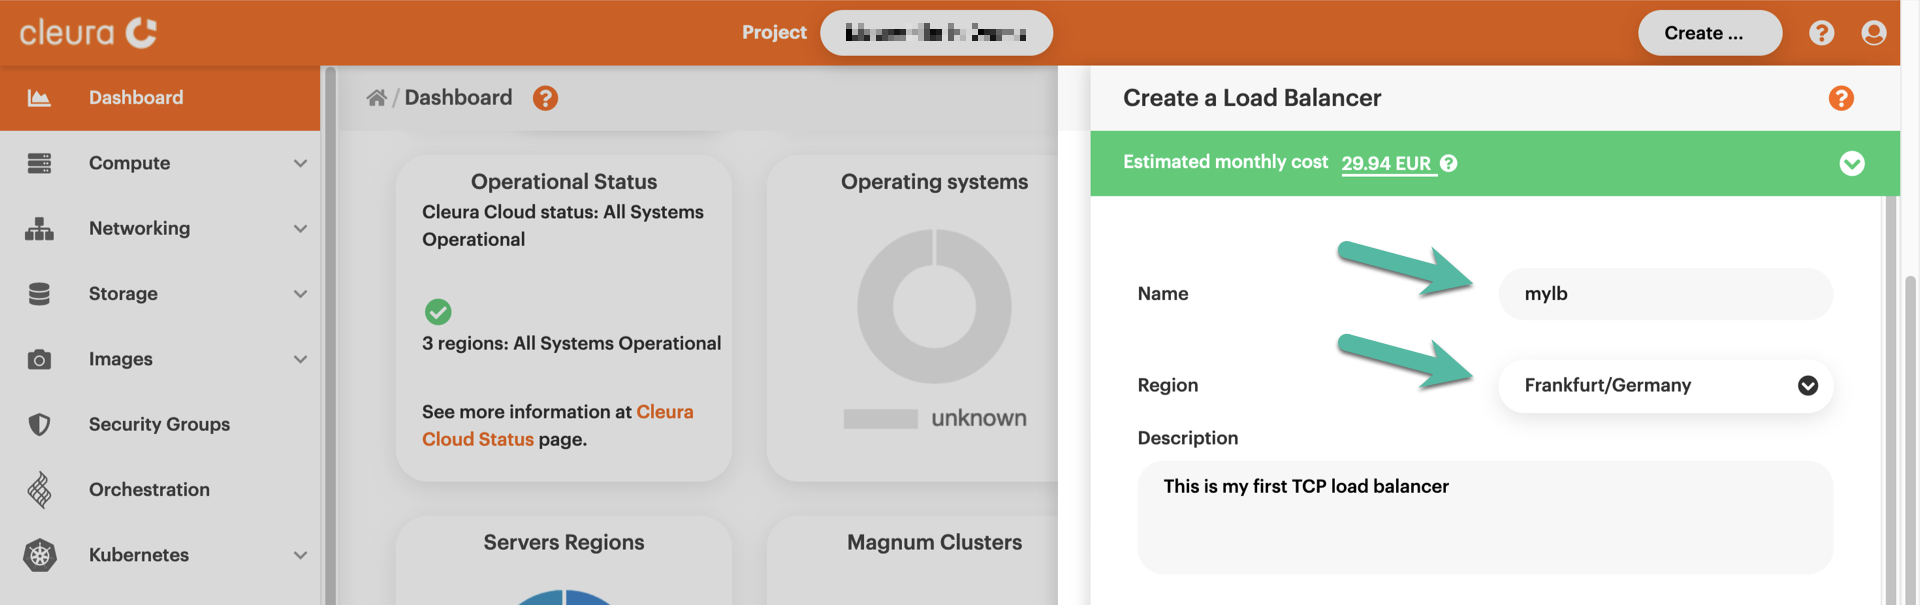 cleura
Project
Create ...
Dashboard
Compute
Networking
Storage
Images
Security Groups
Orchestration
Kubernetes
/ Dashboard
Operational Status
Cleura Cloud status: All Systems
Operational
3 regions: All Systems Operational
See more information at Cleura
Cloud Status page.
Operating systems
unknown
Servers Regions
Magnum Clusters
Create a Load Balancer
Estimated monthly cost 29.94 EUR
Name
mylb
Region
Frankfurt/Germany
Description
This is my first TCP load balancer